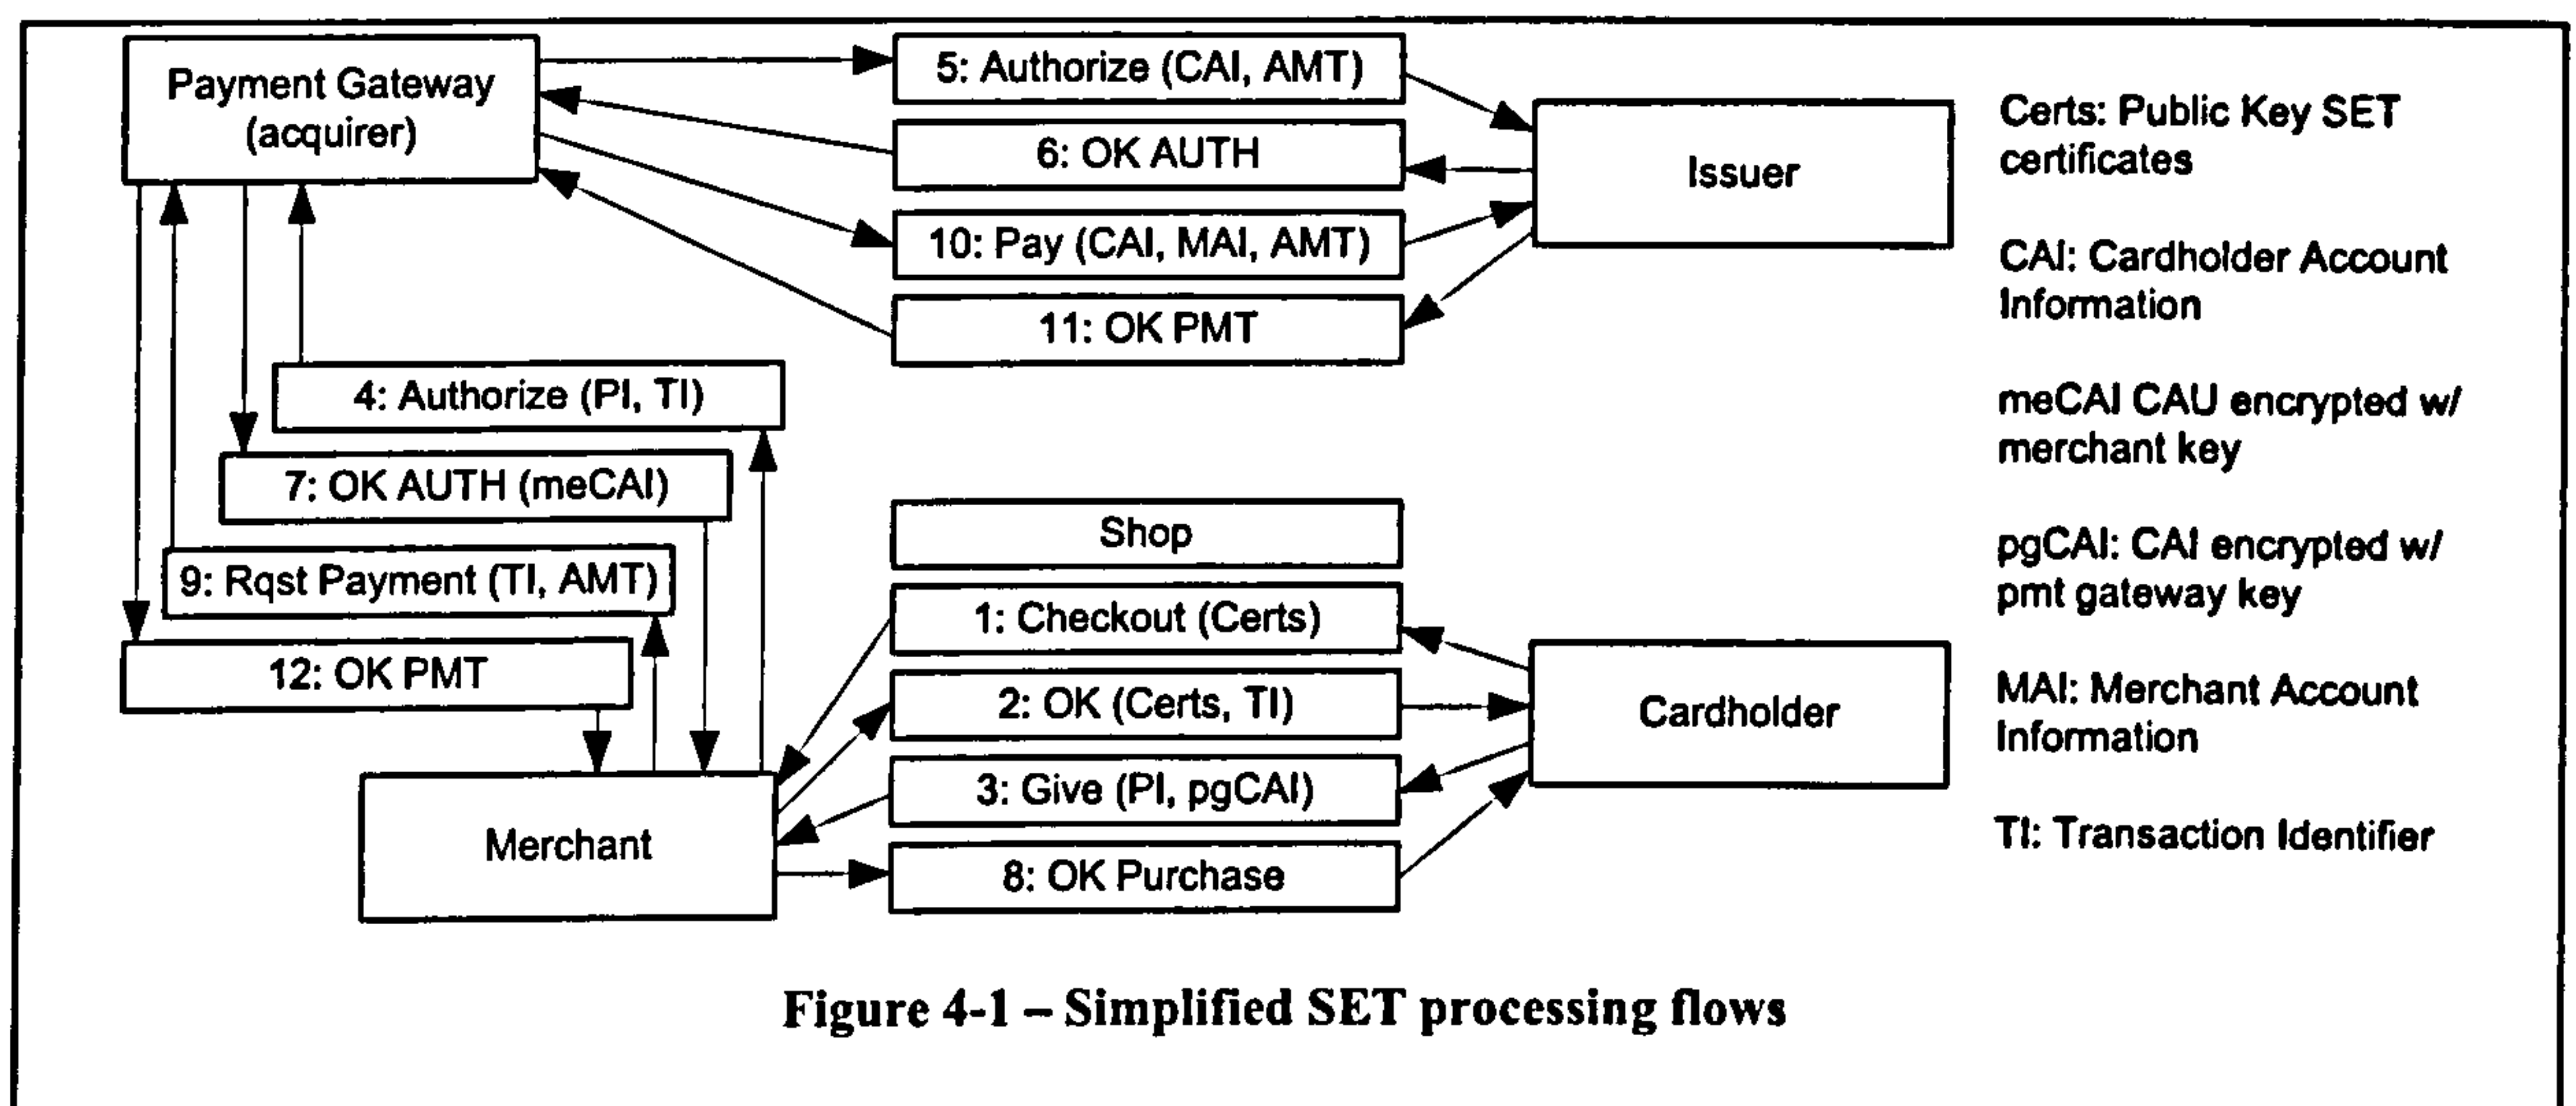 Payment Gateway
(acquirer)
5: Authorize (CAI, AMT)
6: OK AUTH
10: Pay (CAI, MAI, AMT)
11: OK PMT
Issuer
4: Authorize (PI, TI)
7: OK AUTH (meCAI)
9: Rqst Payment (TI, AMT)
12: OK PMT
Merchant
Shop
1: Checkout (Certs)
2: OK (Certs, TI)
3: Give (PI, pgCAI)
8: OK Purchase
Cardholder
Certs: Public Key SET
certificates
CAI: Cardholder Account
Information
meCAI CAU encrypted w/
merchant key
pgCAI: CAI encrypted w/
pmt gateway key
MAI: Merchant Account
Information
TI: Transaction Identifier
Figure 4-1 – Simplified SET processing flows